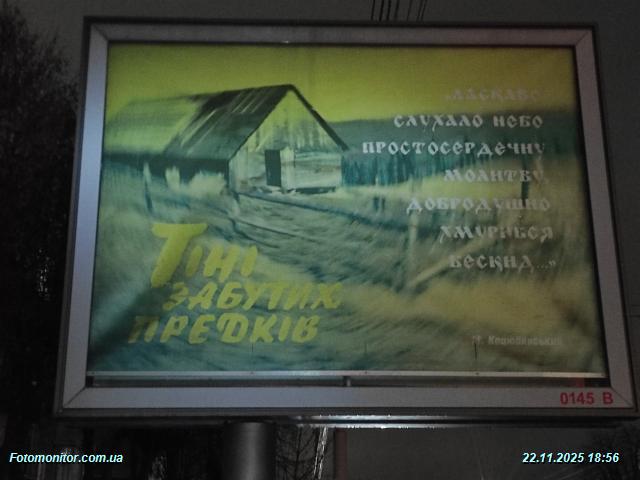 „Ласкаво
слухало небо
простосердечну
молитву,
добродушно
хмурився
Бескид...”
Тіні
забутих
предків
М. Коцюбинський
0145 B
Fotomonitor.com.ua
22.11.2025 18:56